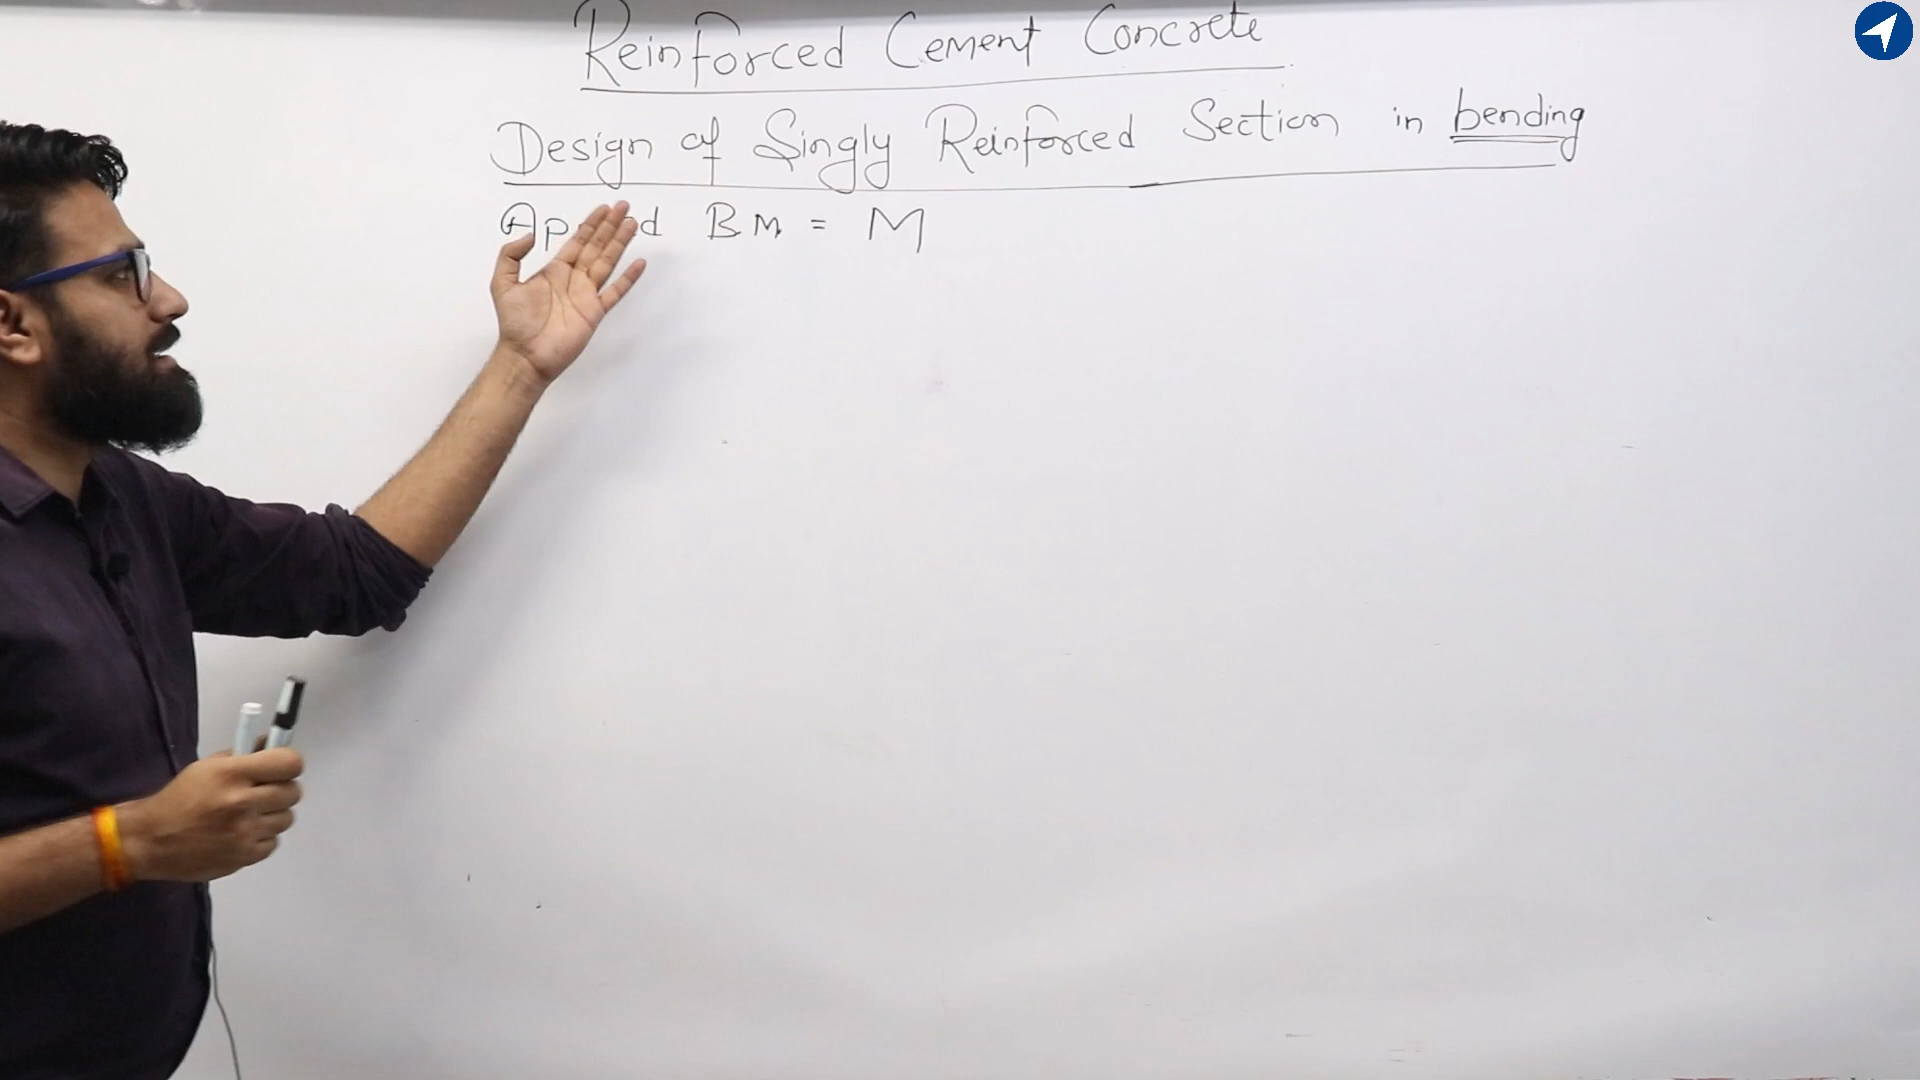 Reinforced Cement Concrete
Design of Singly Reinforced Section in bending
BM = M